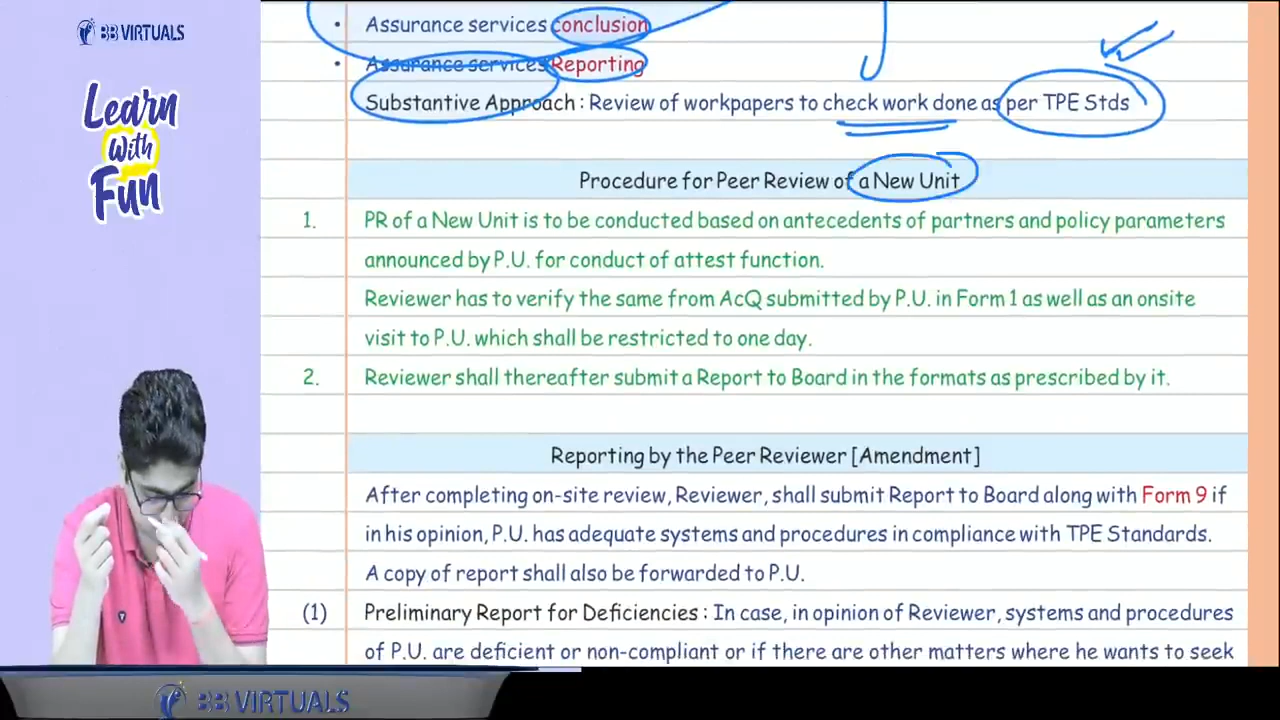 BB VIRTUALS
Learn
With
Fun
• Assurance services Conclusion
• Assurance services Reporting
Substantive Approach : Review of workpapers to check work done as per TPE Stds
Procedure for Peer Review of a New Unit
1. PR of a New Unit is to be conducted based on antecedents of partners and policy parameters
announced by P.U. for conduct of attest function.
Reviewer has to verify the same from AcQ submitted by P.U. in Form 1 as well as an onsite
visit to P.U. which shall be restricted to one day.
2. Reviewer shall thereafter submit a Report to Board in the formats as prescribed by it.
Reporting by the Peer Reviewer [Amendment]
After completing on-site review, Reviewer, shall submit Report to Board along with Form 9 if
in his opinion, P.U. has adequate systems and procedures in compliance with TPE Standards.
A copy of report shall also be forwarded to P.U.
(1) Preliminary Report for Deficiencies : In case, in opinion of Reviewer, systems and procedures
of P.U. are deficient or non-compliant or if there are other matters where he wants to seek
BB VIRTUALS